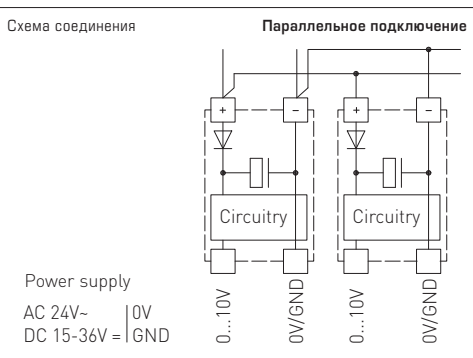 Схема соединения
Параллельное подключение
+
−
+
−
Circuitry
Circuitry
Power supply
AC 24V~ | 0V
DC 15-36V = | GND
0...10V
0V/GND
0...10V
0V/GND